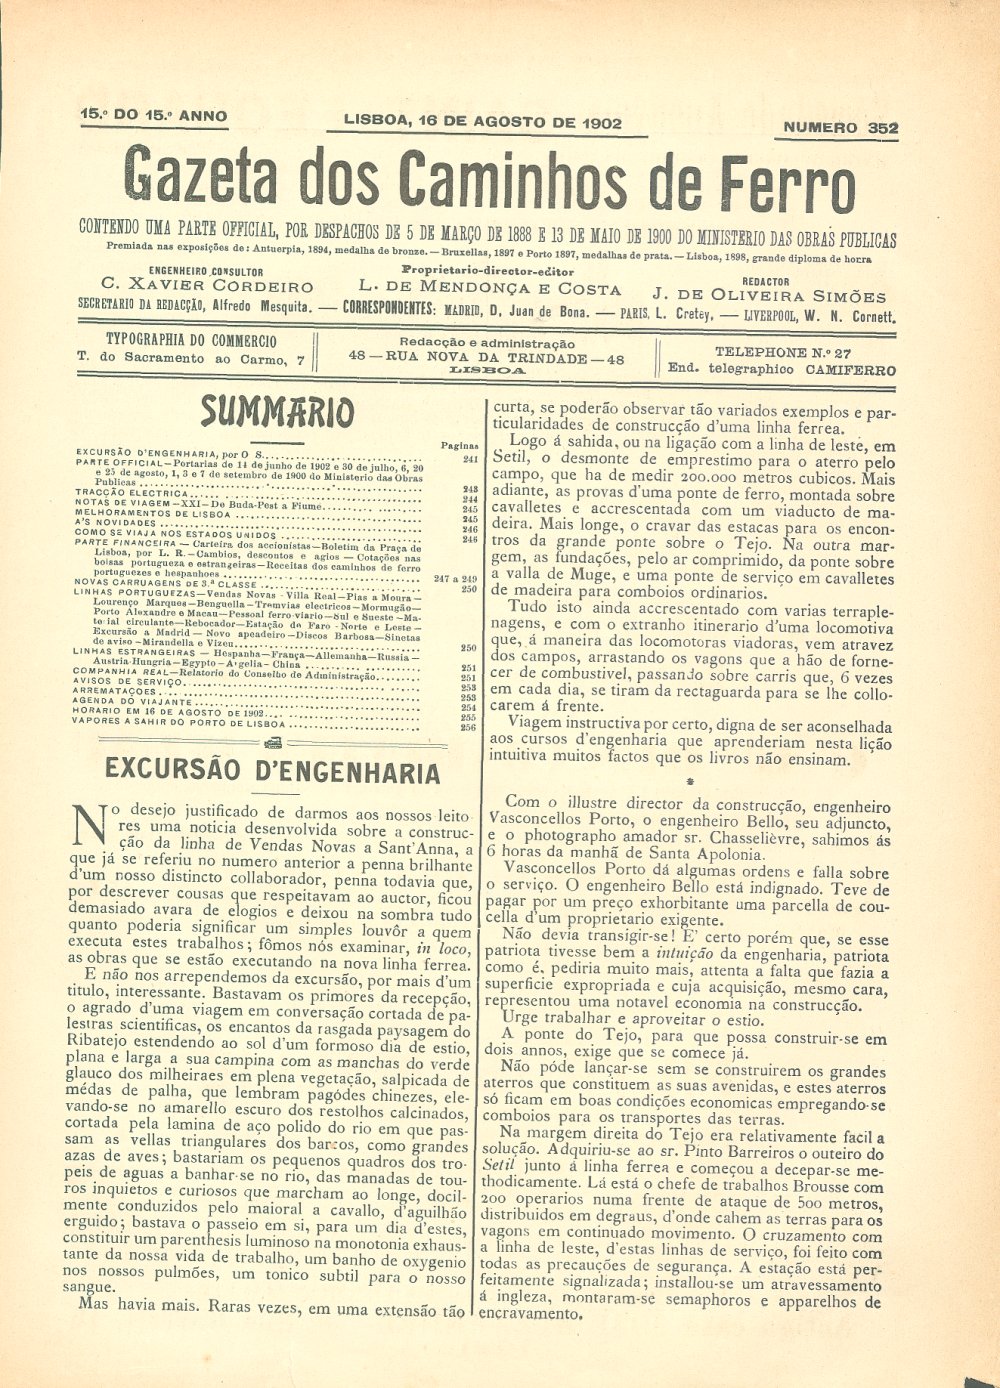 15.º DO 15.º ANNO
LISBOA, 16 DE AGOSTO DE 1902
NUMERO 352
Gazeta dos Caminhos de Ferro
CONTENDO UMA PARTE OFFICIAL, POR DESPACHOS DE 5 DE MARÇO DE 1888 E 13 DE MAIO DE 1900 DO MINISTERIO DAS OBRAS PUBLICAS
Premiada nas exposições de: Antuerpia, 1894, medalha de bronze. — Bruxellas, 1897 e Porto 1897, medalhas de prata. — Lisboa, 1898, grande diploma de honra
ENGENHEIRO CONSULTOR
C. XAVIER CORDEIRO
Proprietario-director-editor
L. DE MENDONÇA E COSTA
REDACTOR
J. DE OLIVEIRA SIMÕES
SECRETARIO DA REDACÇÃO, Alfredo Mesquita. — CORRESPONDENTES: MADRID, D, Juan de Bona. — PARIS, L. Cretey, — LIVERPOOL, W. N. Cornett.
TYPOGRAPHIA DO COMMERCIO
T. do Sacramento ao Carmo, 7
Redacção e administração
48 — RUA NOVA DA TRINDADE — 48
LISBOA
TELEPHONE N.º 27
End. telegraphico CAMIFERRO
SUMMARIO
Paginas
EXCURSÃO D'ENGENHARIA, por O S. 241
PARTE OFFICIAL — Portarias de 14 de junho de 1902 e 30 de julho, 6, 20
e 25 de agosto, 1, 3 e 7 de setembro de 1900 do Ministerio das Obras
Publicas 243
TRACÇÃO ELECTRICA 244
NOTAS DE VIAGEM — XXI — De Buda-Pest a Fiume 245
MELHORAMENTOS DE LISBOA 245
A'S NOVIDADES 246
COMO SE VIAJA NOS ESTADOS UNIDOS 246
PARTE FINANCEIRA — Carteira dos accionistas — Boletim da Praça de
Lisboa, por L. R. — Cambios, descontos e agios — Cotações nas
bolsas portugueza e estrangeiras — Receitas dos caminhos de ferro
portuguezes e hespanhoes 247 a 249
NOVAS CARRUAGENS DE 3.ª CLASSE 250
LINHAS PORTUGUEZAS — Vendas Novas - Villa Real — Pias a Moura —
Lourenço Marques — Benguella — Tremvias electricos — Mormugão —
Porto Alexandre e Macau — Pessoal ferro-viario — Sul e Sueste — Ma-
terial circulante — Rebocador — Estação de Faro - Norte e Leste —
Excursão a Madrid — Novo apeadeiro — Discos Barbosa — Sinetas
de aviso — Mirandella e Vizeu 250
LINHAS ESTRANGEIRAS — Hespanha — França — Allemanha — Russia —
Austria-Hungria — Egypto — Argelia — China 251
COMPANHIA REAL — Relatorio do Conselho de Administração 251
AVISOS DE SERVIÇO 253
ARREMATAÇOES 253
AGENDA DO VIAJANTE 254
HORARIO EM 16 DE AGOSTO DE 1902 255
VAPORES A SAHIR DO PORTO DE LISBOA 256
EXCURSÃO D'ENGENHARIA
No desejo justificado de darmos aos nossos leito
res uma noticia desenvolvida sobre a construc-
ção da linha de Vendas Novas a Sant'Anna, a
que já se referiu no numero anterior a penna brilhante
d'um nosso distincto collaborador, penna todavia que,
por descrever cousas que respeitavam ao auctor, ficou
demasiado avara de elogios e deixou na sombra tudo
quanto poderia significar um simples louvôr a quem
executa estes trabalhos; fômos nós examinar, in loco,
as obras que se estão executando na nova linha ferrea.
E não nos arrependemos da excursão, por mais d'um
titulo, interessante. Bastavam os primores da recepção,
o agrado d'uma viagem em conversação cortada de pa-
lestras scientificas, os encantos da rasgada paysagem do
Ribatejo estendendo ao sol d'um formoso dia de estio,
plana e larga a sua campina com as manchas do verde
glauco dos milheiraes em plena vegetação, salpicada de
médas de palha, que lembram pagódes chinezes, ele-
vando-se no amarello escuro dos restolhos calcinados,
cortada pela lamina de aço polido do rio em que pas-
sam as vellas triangulares dos barcos, como grandes
azas de aves; bastariam os pequenos quadros dos tro-
peis de aguas a banhar-se no rio, das manadas de tou-
ros inquietos e curiosos que marcham ao longe, docil-
mente conduzidos pelo maioral a cavallo, d'aguilhão
erguido; bastava o passeio em si, para um dia d'estes,
constituir um parenthesis luminoso na monotonia exhaus-
tante da nossa vida de trabalho, um banho de oxygenio
nos nossos pulmões, um tonico subtil para o nosso
sangue.
Mas havia mais. Raras vezes, em uma extensão tão
curta, se poderão observar tão variados exemplos e par-
ticularidades de construcção d'uma linha ferrea.
Logo á sahida, ou na ligação com a linha de leste, em
Setil, o desmonte de emprestimo para o aterro pelo
campo, que ha de medir 200.000 metros cubicos. Mais
adiante, as provas d'uma ponte de ferro, montada sobre
cavalletes e accrescentada com um viaducto de ma-
deira. Mais longe, o cravar das estacas para os encon-
tros da grande ponte sobre o Tejo. Na outra mar-
gem, as fundações, pelo ar comprimido, da ponte sobre
a valla de Muge, e uma ponte de serviço em cavalletes
de madeira para comboios ordinarios.
Tudo isto ainda accrescentado com varias terraple-
nagens, e com o extranho itinerario d'uma locomotiva
que, á maneira das locomotoras viadoras, vem atravez
dos campos, arrastando os vagons que a hão de forne-
cer de combustivel, passando sobre carris que, 6 vezes
em cada dia, se tiram da rectaguarda para se lhe collo-
carem á frente.
Viagem instructiva por certo, digna de ser aconselhada
aos cursos d'engenharia que aprenderiam nesta lição
intuitiva muitos factos que os livros não ensinam.
*
Com o illustre director da construcção, engenheiro
Vasconcellos Porto, o engenheiro Bello, seu adjuncto,
e o photographo amador sr. Chasselièvre, sahimos ás
6 horas da manhã de Santa Apolonia.
Vasconcellos Porto dá algumas ordens e falla sobre
o serviço. O engenheiro Bello está indignado. Teve de
pagar por um preço exhorbitante uma parcella de cou-
cella d'um proprietario exigente.
Não devia transigir-se! E' certo porém que, se esse
patriota tivesse bem a intuição da engenharia, patriota
como é, pediria muito mais, attenta a falta que fazia a
superficie expropriada e cuja acquisição, mesmo cara,
representou uma notavel economia na construcção.
Urge trabalhar e aproveitar o estio.
A ponte do Tejo, para que possa construir-se em
dois annos, exige que se comece já.
Não póde lançar-se sem se construirem os grandes
aterros que constituem as suas avenidas, e estes aterros
só ficam em boas condições economicas empregando-se
comboios para os transportes das terras.
Na margem direita do Tejo era relativamente facil a
solução. Adquiriu-se ao sr. Pinto Barreiros o outeiro do
Setil junto á linha ferrea e começou a decepar-se me-
thodicamente. Lá está o chefe de trabalhos Brousse com
200 operarios numa frente de ataque de 500 metros,
distribuidos em degraus, d'onde cahem as terras para os
vagons em continuado movimento. O cruzamento com
a linha de leste, d'estas linhas de serviço, foi feito com
todas as precauções de segurança. A estação está per-
feitamente signalizada; installou-se um atravessamento
á ingleza, montaram-se semaphoros e apparelhos de
encravamento.